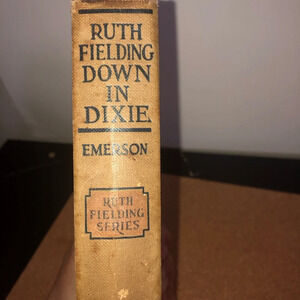 RUTH
FIELDING
DOWN
IN
DIXIE
EMERSON
RUTH
FIELDING
SERIES